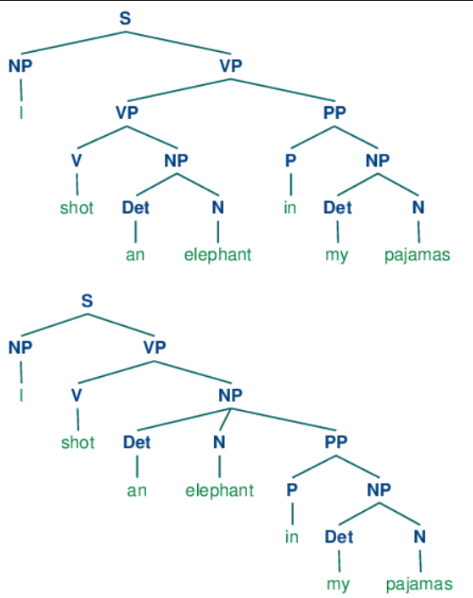 S
NP VP
I
VP PP
V NP P NP
shot Det N in Det N
an elephant my pajamas
S
NP VP
I V NP
shot Det N PP
an elephant P NP
in Det N
my pajamas